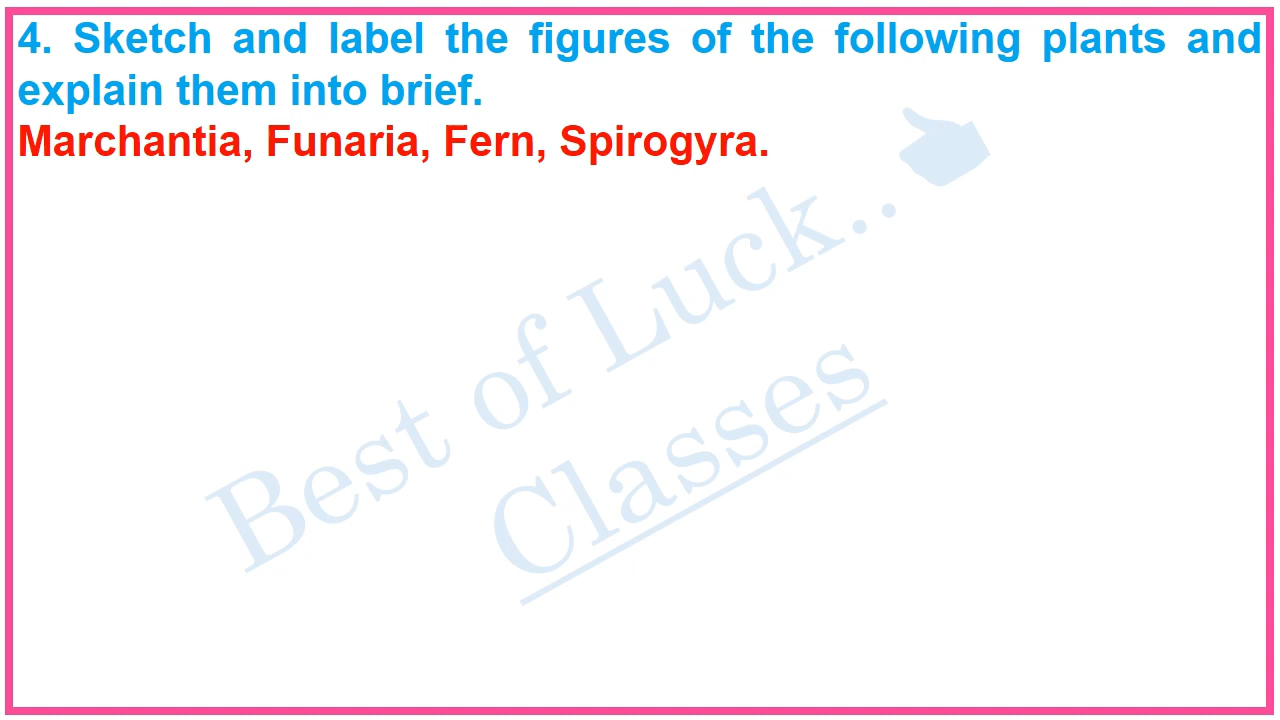 4. Sketch and label the figures of the following plants and
explain them into brief.
Marchantia, Funaria, Fern, Spirogyra.
Best of Luck..
Classes